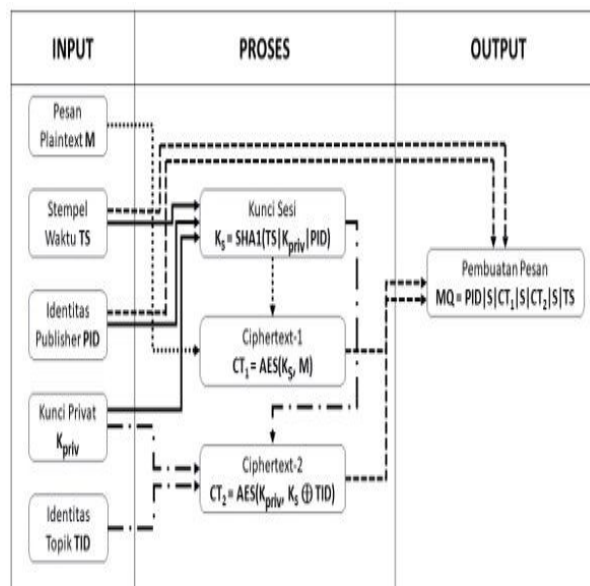 INPUT
PROSES
OUTPUT
Pesan
Plaintext M
Stempel
Waktu TS
Identitas
Publisher PID
Kunci Privat
Kpriv
Identitas
Topik TID
Kunci Sesi
KS = SHA1(TS|Kpriv|PID)
Ciphertext-1
CT1 = AES(KS, M)
Ciphertext-2
CT2 = AES(Kpriv, KS ⊕ TID)
Pembuatan Pesan
MQ = PID|S|CT1|S|CT2|S|TS